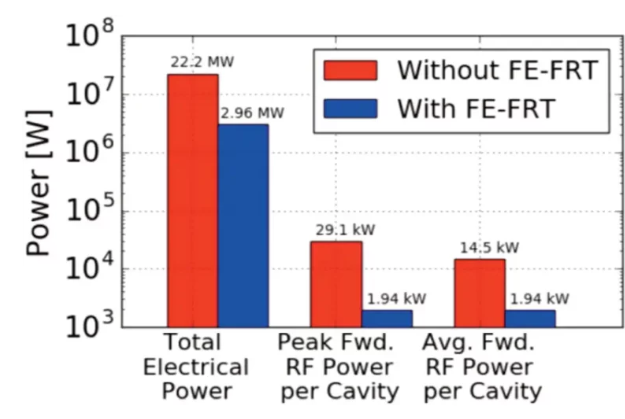 10^8
10^7
10^6
10^5
10^4
10^3
Power [W]
22.2 MW
2.96 MW
29.1 kW
1.94 kW
14.5 kW
1.94 kW
Without FE-FRT
With FE-FRT
Total
Electrical
Power
Peak Fwd.
RF Power
per Cavity
Avg. Fwd.
RF Power
per Cavity